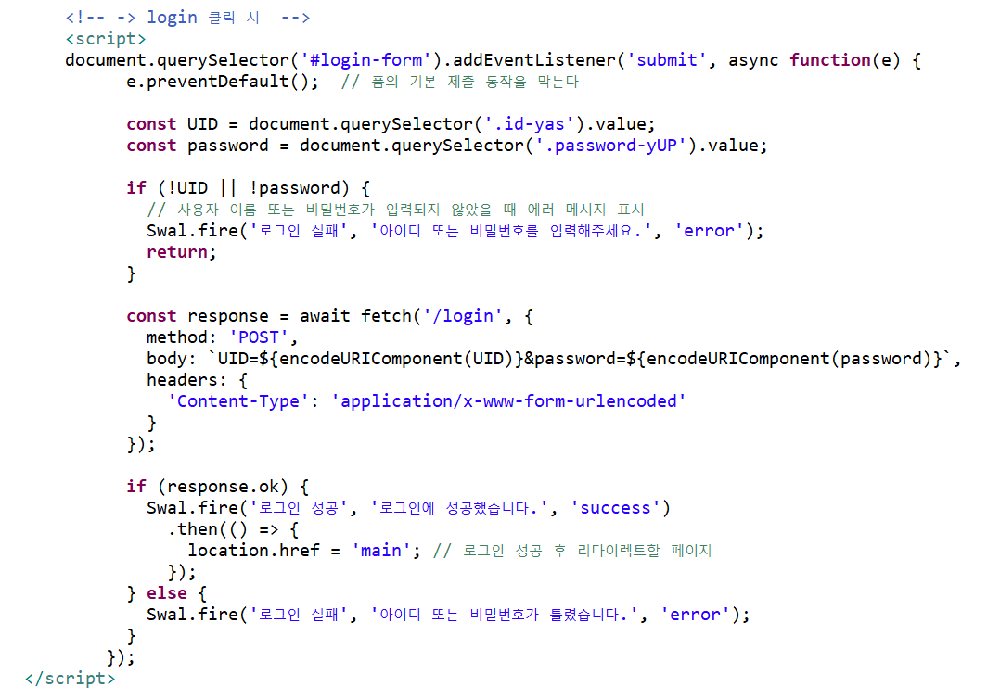 <!-- -> login 클릭 시  -->
<script>
document.querySelector('#login-form').addEventListener('submit', async function(e) {
e.preventDefault();  // 폼의 기본 제출 동작을 막는다
const UID = document.querySelector('.id-yas').value;
const password = document.querySelector('.password-yUP').value;
if (!UID || !password) {
// 사용자 이름 또는 비밀번호가 입력되지 않았을 때 에러 메시지 표시
Swal.fire('로그인 실패', '아이디 또는 비밀번호를 입력해주세요.', 'error');
return;
}
const response = await fetch('/login', {
method: 'POST',
body: `UID=${encodeURIComponent(UID)}&password=${encodeURIComponent(password)}`,
headers: {
'Content-Type': 'application/x-www-form-urlencoded'
}
});
if (response.ok) {
Swal.fire('로그인 성공', '로그인에 성공했습니다.', 'success')
.then(() => {
location.href = 'main'; // 로그인 성공 후 리다이렉트할 페이지
});
} else {
Swal.fire('로그인 실패', '아이디 또는 비밀번호가 틀렸습니다.', 'error');
}
});
</script>